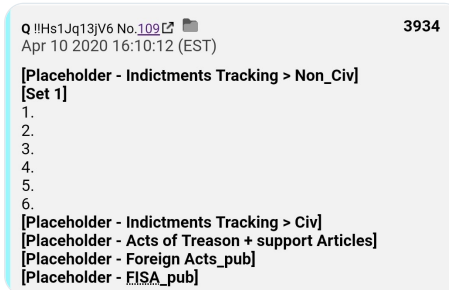 Q !!Hs1Jq13jV6 No.109 3934
Apr 10 2020 16:10:12 (EST)
[Placeholder - Indictments Tracking > Non_Civ]
[Set 1]
1.
2.
3.
4.
5.
6.
[Placeholder - Indictments Tracking > Civ]
[Placeholder - Acts of Treason + support Articles]
[Placeholder - Foreign Acts_pub]
[Placeholder - FISA_pub]